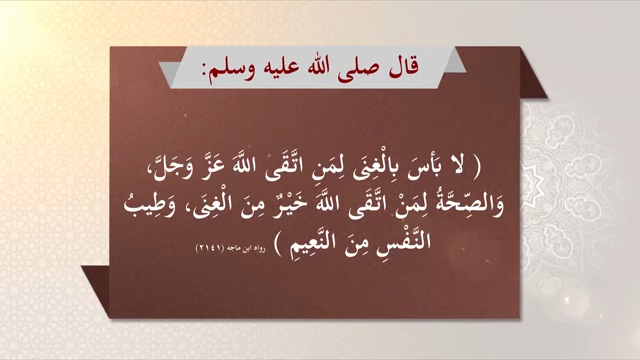 قال صلى الله عليه وسلم:
( لا بَأسَ بِالْغِنَى لِمَنِ اتَّقَى اللَّهَ عَزَّ وَجَلَّ،
وَالصِّحَّةُ لِمَنْ اتَّقَى اللَّهَ خَيْرٌ مِنَ الْغِنَى، وَطِيبُ
النَّفْسِ مِنَ النَّعِيمِ ) رواه ابن ماجه (٢١٤١)